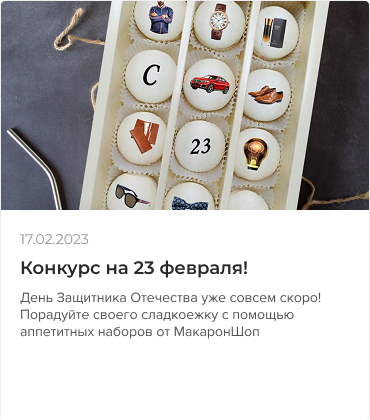 С
23
17.02.2023
Конкурс на 23 февраля!
День Защитника Отечества уже совсем скоро!
Порадуйте своего сладкоежку с помощью
аппетитных наборов от МакаронШоп